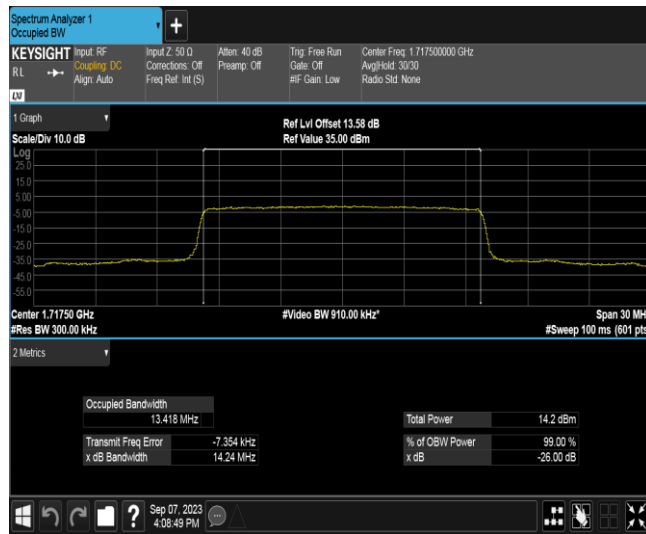 Spectrum Analyzer 1
Occupied BW
+
KEYSIGHT Input: RF Input Z: 50 Ω Atten: 40 dB Trig: Free Run Center Freq: 1.717500000 GHz
RL Coupling: DC Corrections: Off Preamp: Off Gate: Off Avg|Hold: 30/30
Align: Auto Freq Ref: Int (S) #IF Gain: Low Radio Std: None
LXI
1 Graph
Ref Lvl Offset 13.58 dB
Scale/Div 10.0 dB Ref Value 35.00 dBm
Log
25.0
15.0
5.00
-5.00
-15.0
-25.0
-35.0
-45.0
-55.0
Center 1.71750 GHz #Video BW 910.00 kHz* Span 30 MH
#Res BW 300.00 kHz #Sweep 100 ms (601 pts
2 Metrics
Occupied Bandwidth
13.418 MHz Total Power 14.2 dBm
Transmit Freq Error -7.354 kHz % of OBW Power 99.00 %
x dB Bandwidth 14.24 MHz x dB -26.00 dB
? Sep 07, 2023
4:08:49 PM